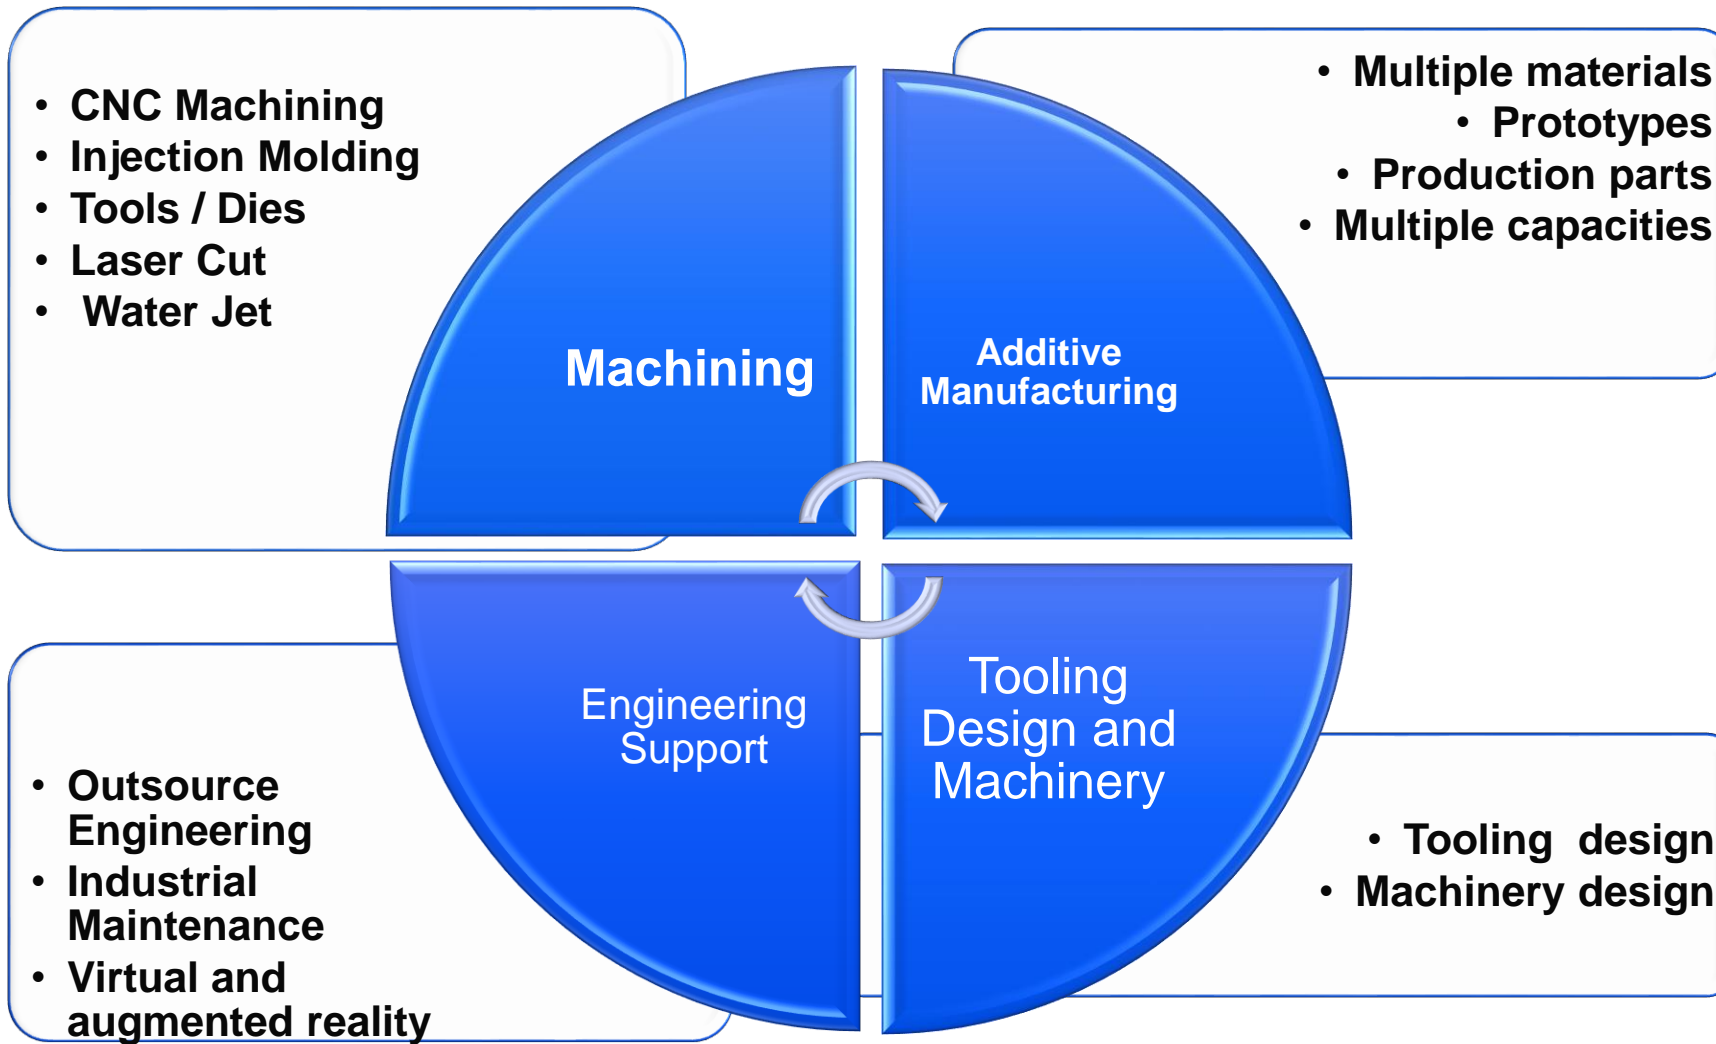 • CNC Machining
• Injection Molding
• Tools / Dies
• Laser Cut
• Water Jet
Machining
• Multiple materials
• Prototypes
• Production parts
• Multiple capacities
Additive
Manufacturing
Engineering
Support
• Outsource
Engineering
• Industrial
Maintenance
• Virtual and
augmented reality
Tooling
Design and
Machinery
• Tooling  design
• Machinery design